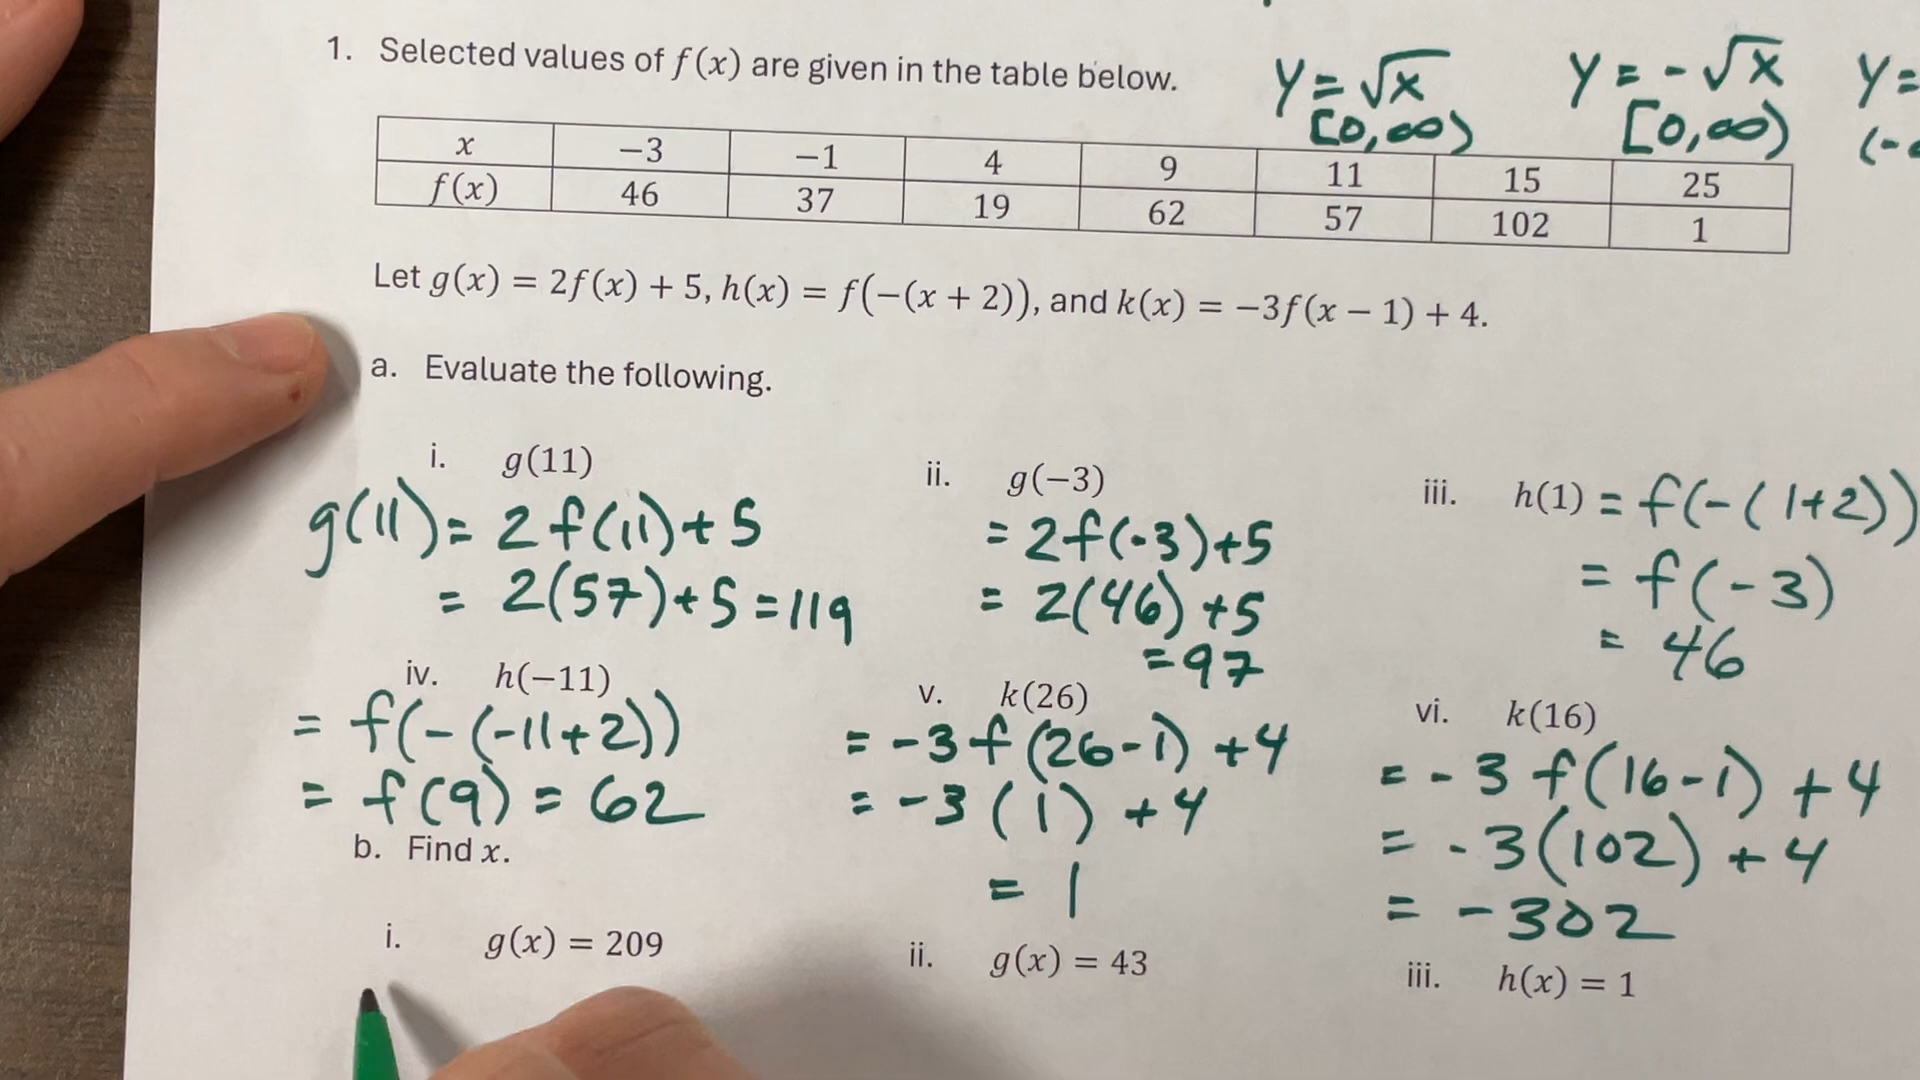 1. Selected values of f(x) are given in the table below.
y = √x
[0,∞)
y = -√x
[0,∞)
y =
x −3 −1 4 9 11 15 25
f(x) 46 37 19 62 57 102 1
Let g(x) = 2f(x) + 5, h(x) = f(−(x + 2)), and k(x) = −3f(x − 1) + 4.
a. Evaluate the following.
i. g(11)
g(11) = 2f(11)+5
= 2(57)+5 = 119
ii. g(−3)
= 2f(-3)+5
= 2(46)+5
= 97
iii. h(1) = f(-(1+2))
= f(-3)
= 46
iv. h(−11)
= f(-(-11+2))
= f(9) = 62
v. k(26)
= -3f(26-1)+4
= -3(1)+4
= 1
vi. k(16)
= -3f(16-1)+4
= -3(102)+4
= -302
b. Find x.
i. g(x) = 209
ii. g(x) = 43
iii. h(x) = 1